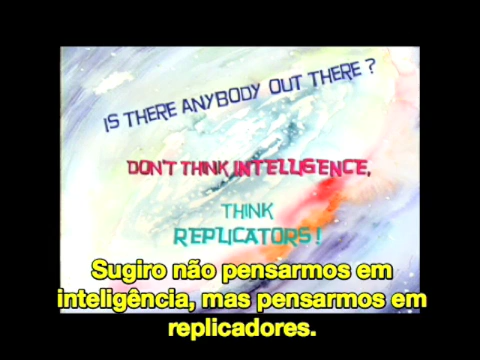 IS THERE ANYBODY OUT THERE?
DON'T THINK INTELLIGENCE,
THINK
REPLICATORS!
Sugiro não pensarmos em
inteligência, mas pensarmos em
replicadores.